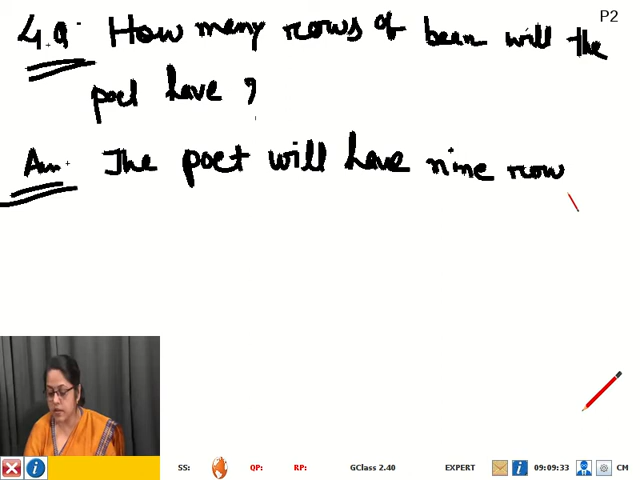 P2
4.Q. How many rows of bean will the
poet have ?
Ans. The poet will have nine row
SS: QP: RP: GClass 2.40 EXPERT 09:09:33 CM